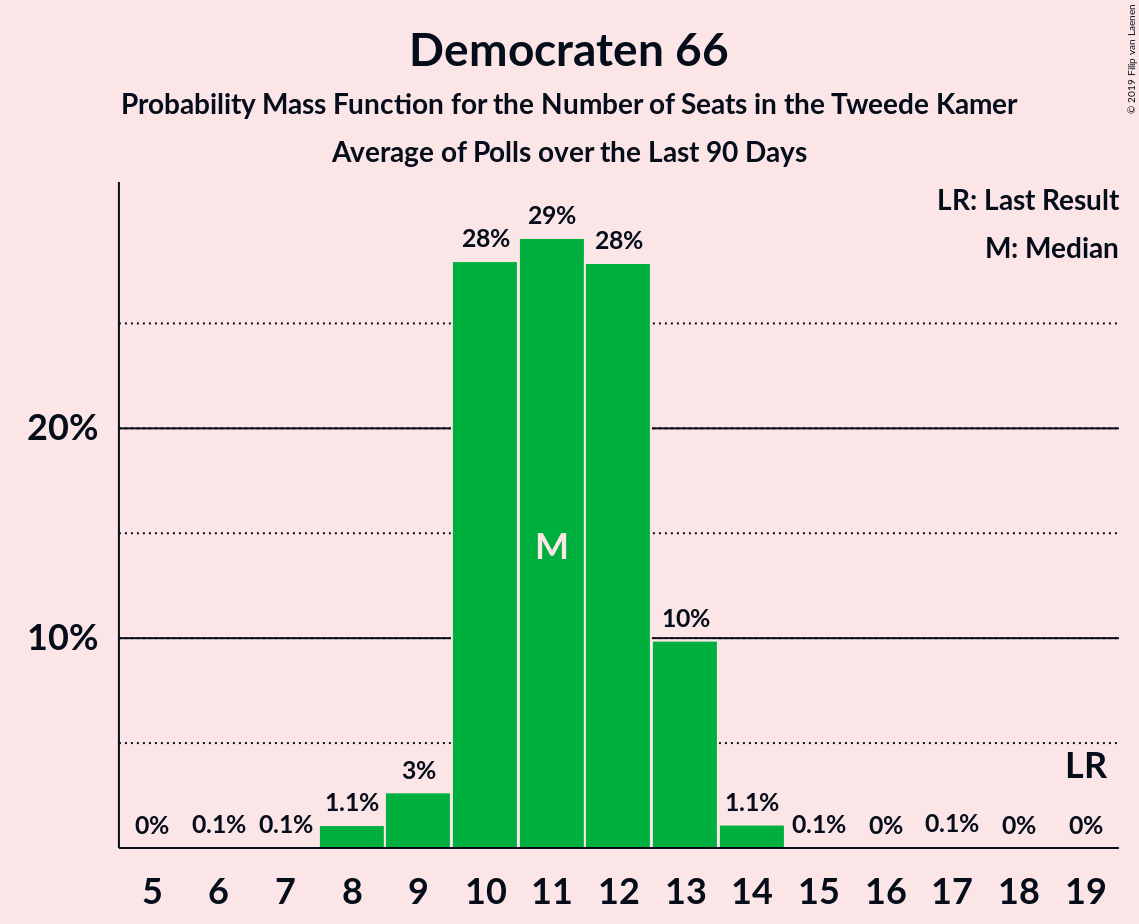 Democraten 66
Probability Mass Function for the Number of Seats in the Tweede Kamer
Average of Polls over the Last 90 Days
© 2019 Filip van Laenen
LR: Last Result
M: Median
29%
28%
28%
20%
M
10%
10%
LR
3%
1.1%
1.1%
0%
0.1%
0.1%
0.1%
0%
0.1%
0%
0%
5 6 7 8 9 10 11 12 13 14 15 16 17 18 19